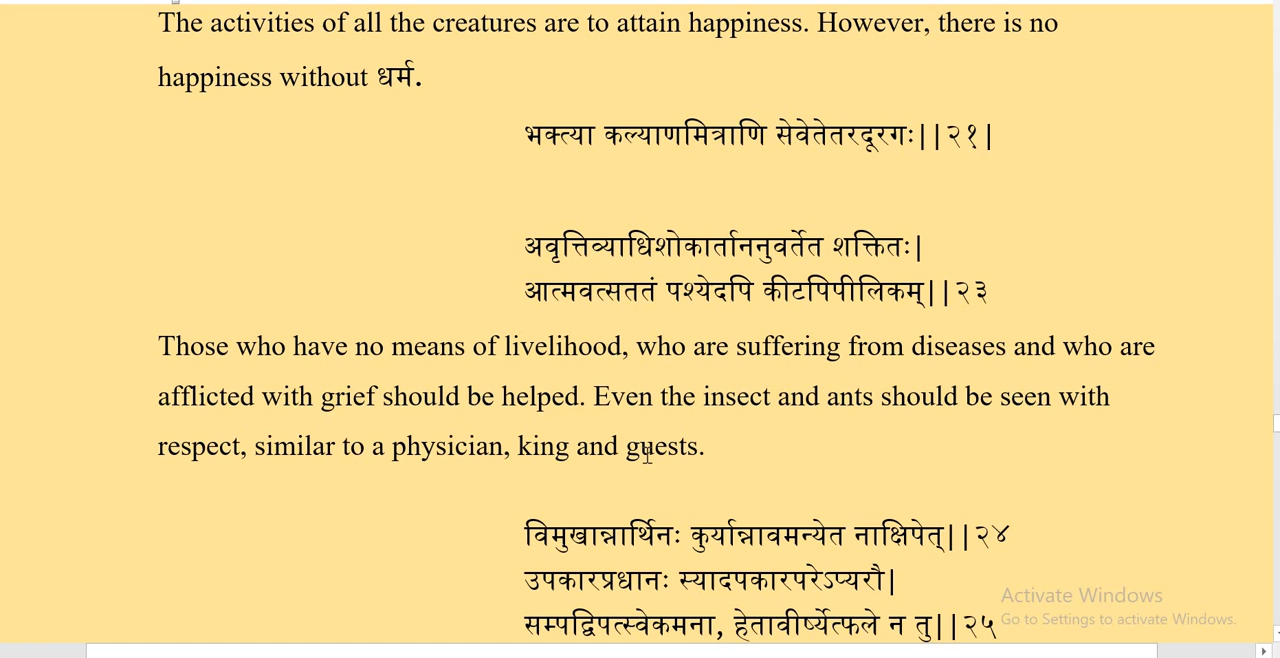 The activities of all the creatures are to attain happiness. However, there is no
happiness without धर्म.
भक्त्या कल्याणमित्राणि सेवेतेतरदूरगः||२१|
अवृत्तिव्याधिशोकार्ताननुवर्तेत शक्तितः|
आत्मवत्सततं पश्येदपि कीटपिपीलिकम्||२३
Those who have no means of livelihood, who are suffering from diseases and who are
afflicted with grief should be helped. Even the insect and ants should be seen with
respect, similar to a physician, king and guests.
विमुखान्नार्थिनः कुर्यान्नावमन्येत नाक्षिपेत्||२४
उपकारप्रधानः स्यादपकारपरेऽप्यरौ|
सम्पद्विपत्स्वेकमना, हेतावीर्ष्येत्फले न तु||२५
Activate Windows
Go to Settings to activate Windows.